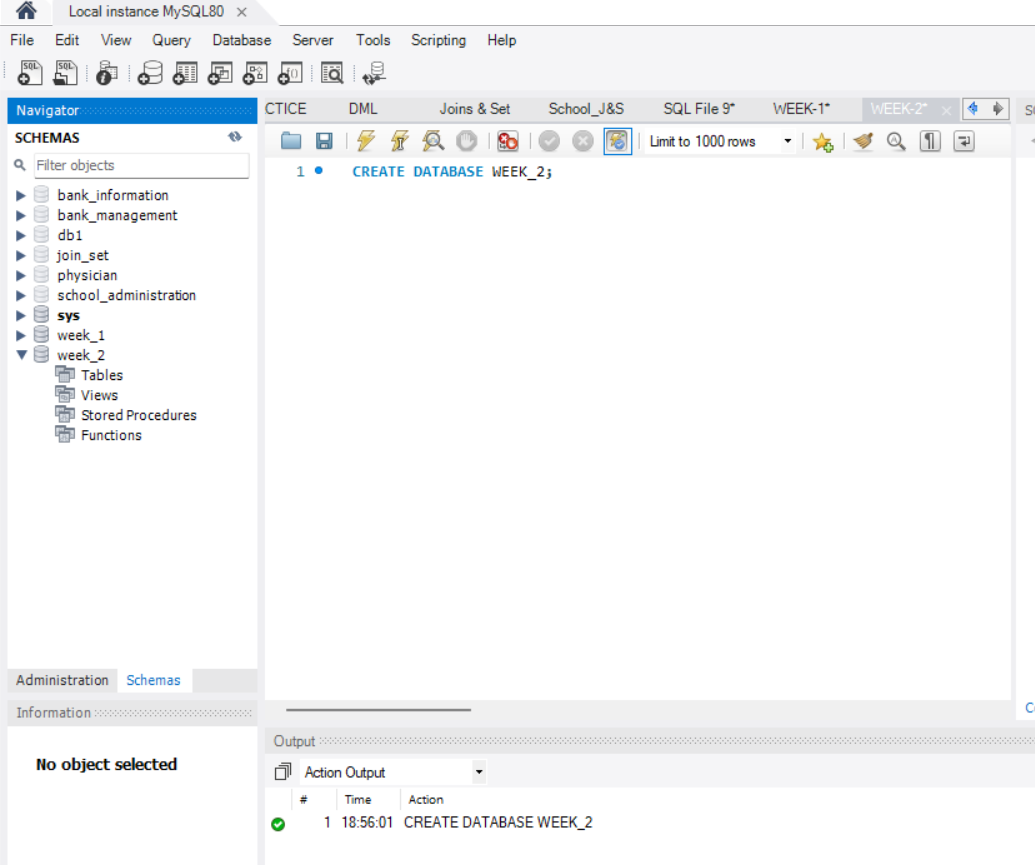 Local instance MySQL80
File Edit View Query Database Server Tools Scripting Help
Navigator
SCHEMAS
Filter objects
bank_information
bank_management
db1
join_set
physician
school_administration
sys
week_1
week_2
Tables
Views
Stored Procedures
Functions
Administration Schemas
Information
No object selected
CTICE DML Joins & Set School_J&S SQL File 9* WEEK-1* WEEK-2*
Limit to 1000 rows
1 CREATE DATABASE WEEK_2;
Output
Action Output
# Time Action
1 18:56:01 CREATE DATABASE WEEK_2